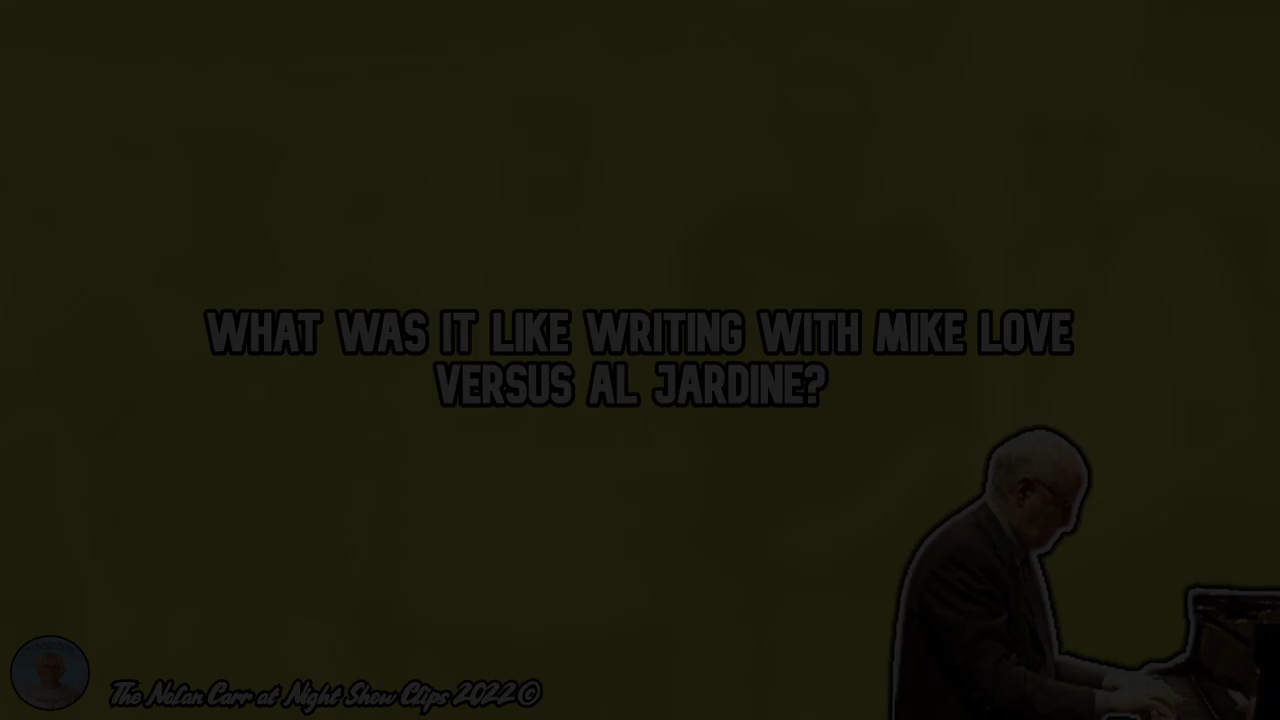 WHAT WAS IT LIKE WRITING WITH MIKE LOVE
VERSUS AL JARDINE?
The Nolan Carr at Night Show Clips 2022 ©